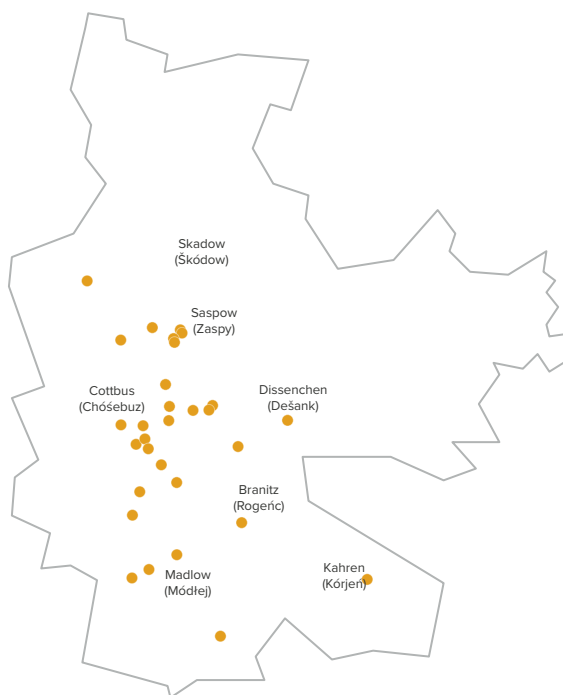 Skadow
(Škódow)
Saspow
(Zaspy)
Cottbus
(Chóśebuz)
Dissenchen
(Dešank)
Branitz
(Rogeńc)
Madlow
(Módłej)
Kahren
(Kórjeń)